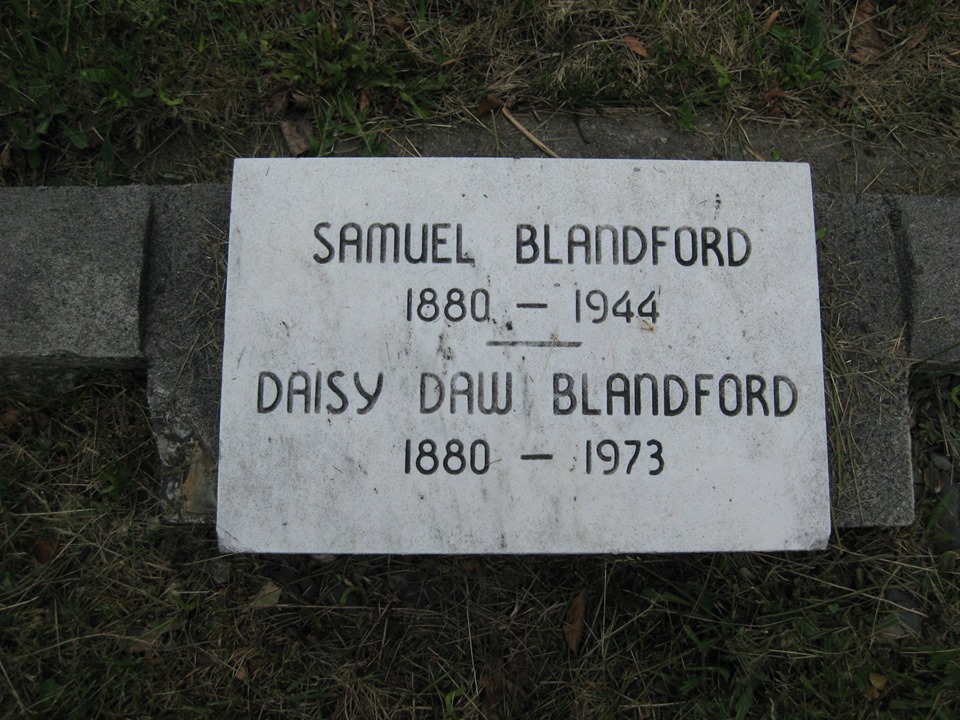 SAMUEL BLANDFORD
1880 – 1944
DAISY DAW BLANDFORD
1880 – 1973